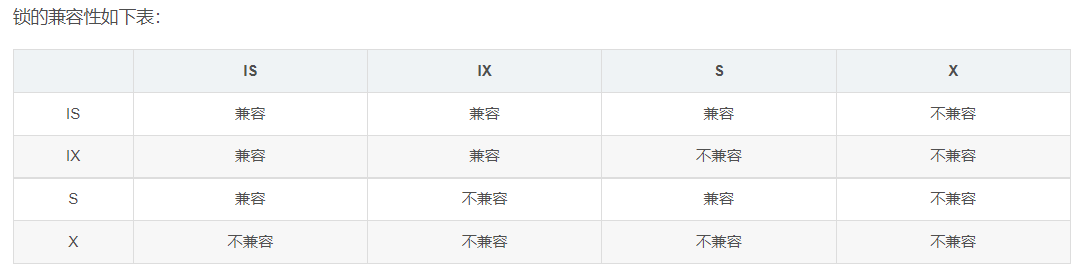 锁的兼容性如下表：
IS IX S X
IS 兼容 兼容 兼容 不兼容
IX 兼容 兼容 不兼容 不兼容
S 兼容 不兼容 兼容 不兼容
X 不兼容 不兼容 不兼容 不兼容